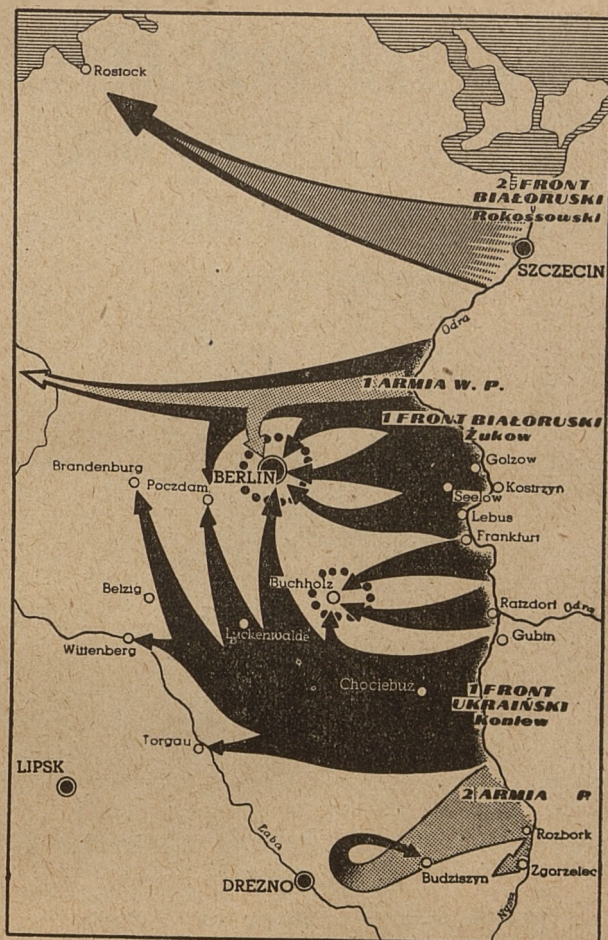 Rostock
2 FRONT
BIAŁORUSKI
Rokossowski
SZCZECIN
Odra
1 ARMIA W. P.
1 FRONT BIAŁORUSKI
Żukow
Golzow
Brandenburg
Poczdam
BERLIN
Seelow
Kostrzyn
Lebus
Frankfurt
Buchholz
Belzig
Ratzdorf
Odra
Luckenwalde
Gubin
Wittenberg
Chociebuż
1 FRONT
UKRAIŃSKI
Koniew
Torgau
LIPSK
2 ARMIA P
Rozbork
Łaba
Budziszyn
Zgorzelec
DREZNO
Nysa